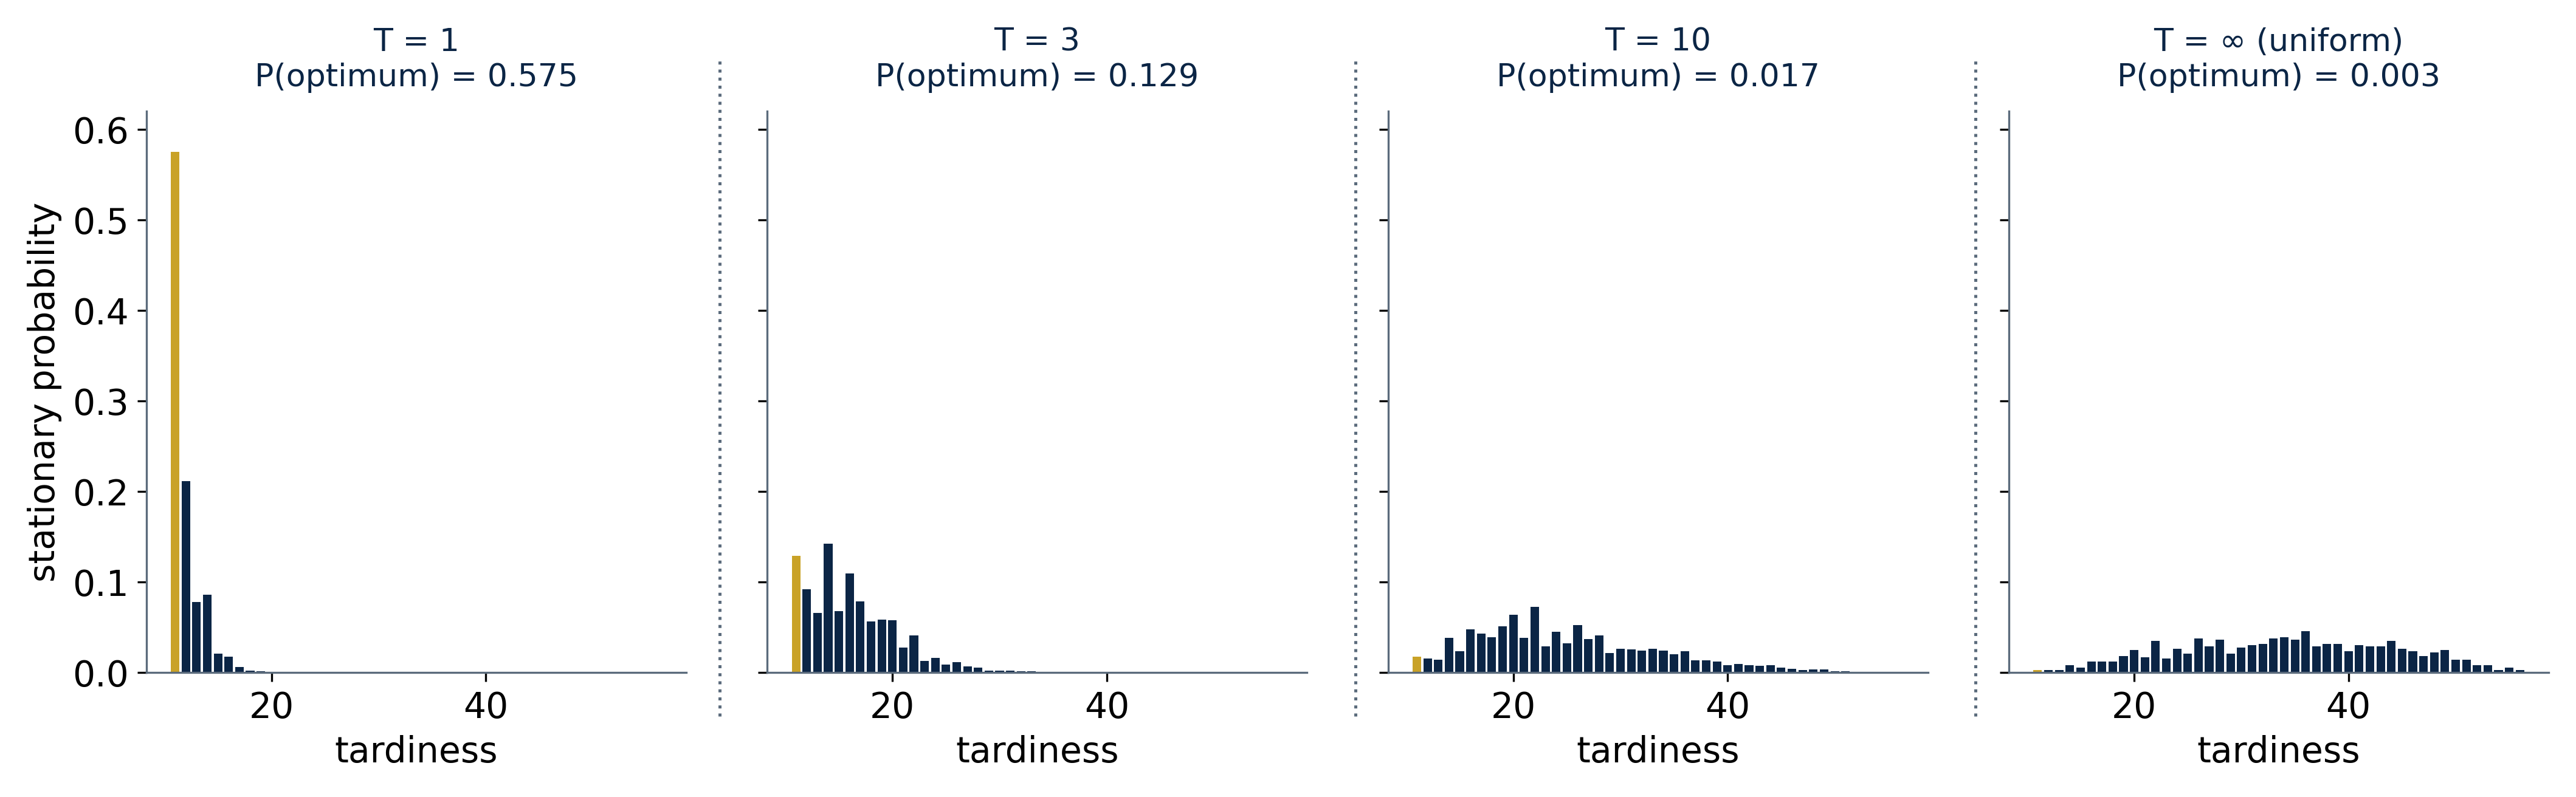 T = 1
P(optimum) = 0.575
T = 3
P(optimum) = 0.129
T = 10
P(optimum) = 0.017
T = ∞ (uniform)
P(optimum) = 0.003
stationary probability
0.6
0.5
0.4
0.3
0.2
0.1
0.0
20 40
tardiness
20 40
tardiness
20 40
tardiness
20 40
tardiness